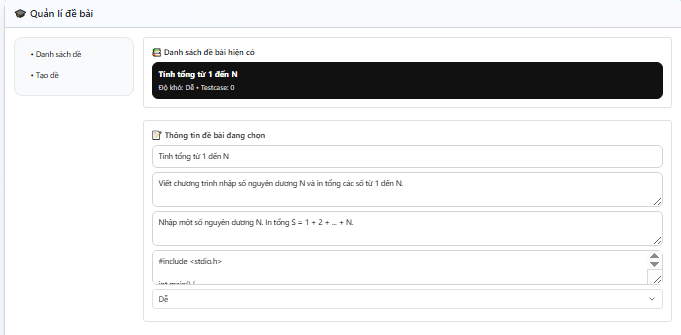 Quản lí đề bài
• Danh sách đề
• Tạo đề
Danh sách đề bài hiện có
Tính tổng từ 1 đến N
Độ khó: Dễ • Testcase: 0
Thông tin đề bài đang chọn
Tính tổng từ 1 đến N
Viết chương trình nhập số nguyên dương N và in tổng các số từ 1 đến N.
Nhập một số nguyên dương N. In tổng S = 1 + 2 + ... + N.
#include <stdio.h>
int main() {
Dễ